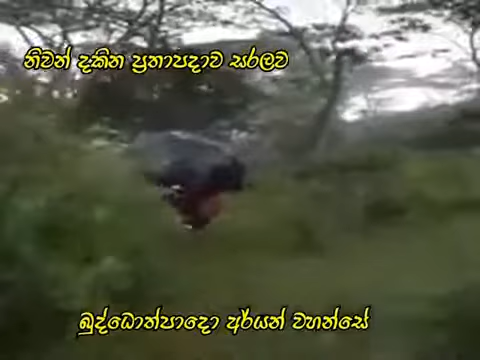 නිවන් දකින ප්‍රතාපදාව සරලව
බුද්ධොත්පාදො අර්යන් වහන්සේ